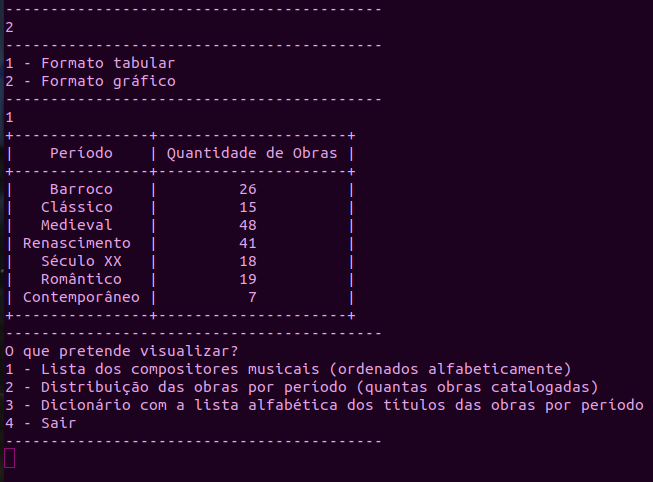 ------------------------------------------
2
------------------------------------------
1 - Formato tabular
2 - Formato gráfico
------------------------------------------
1
+---------------+---------------------+
|    Período    | Quantidade de Obras |
+---------------+---------------------+
|    Barroco    |         26          |
|   Clássico    |         15          |
|   Medieval    |         48          |
| Renascimento  |         41          |
|   Século XX   |         18          |
|   Romântico   |         19          |
| Contemporâneo |          7          |
+---------------+---------------------+
------------------------------------------
O que pretende visualizar?
1 - Lista dos compositores musicais (ordenados alfabeticamente)
2 - Distribuição das obras por período (quantas obras catalogadas)
3 - Dicionário com a lista alfabética dos títulos das obras por período
4 - Sair
------------------------------------------